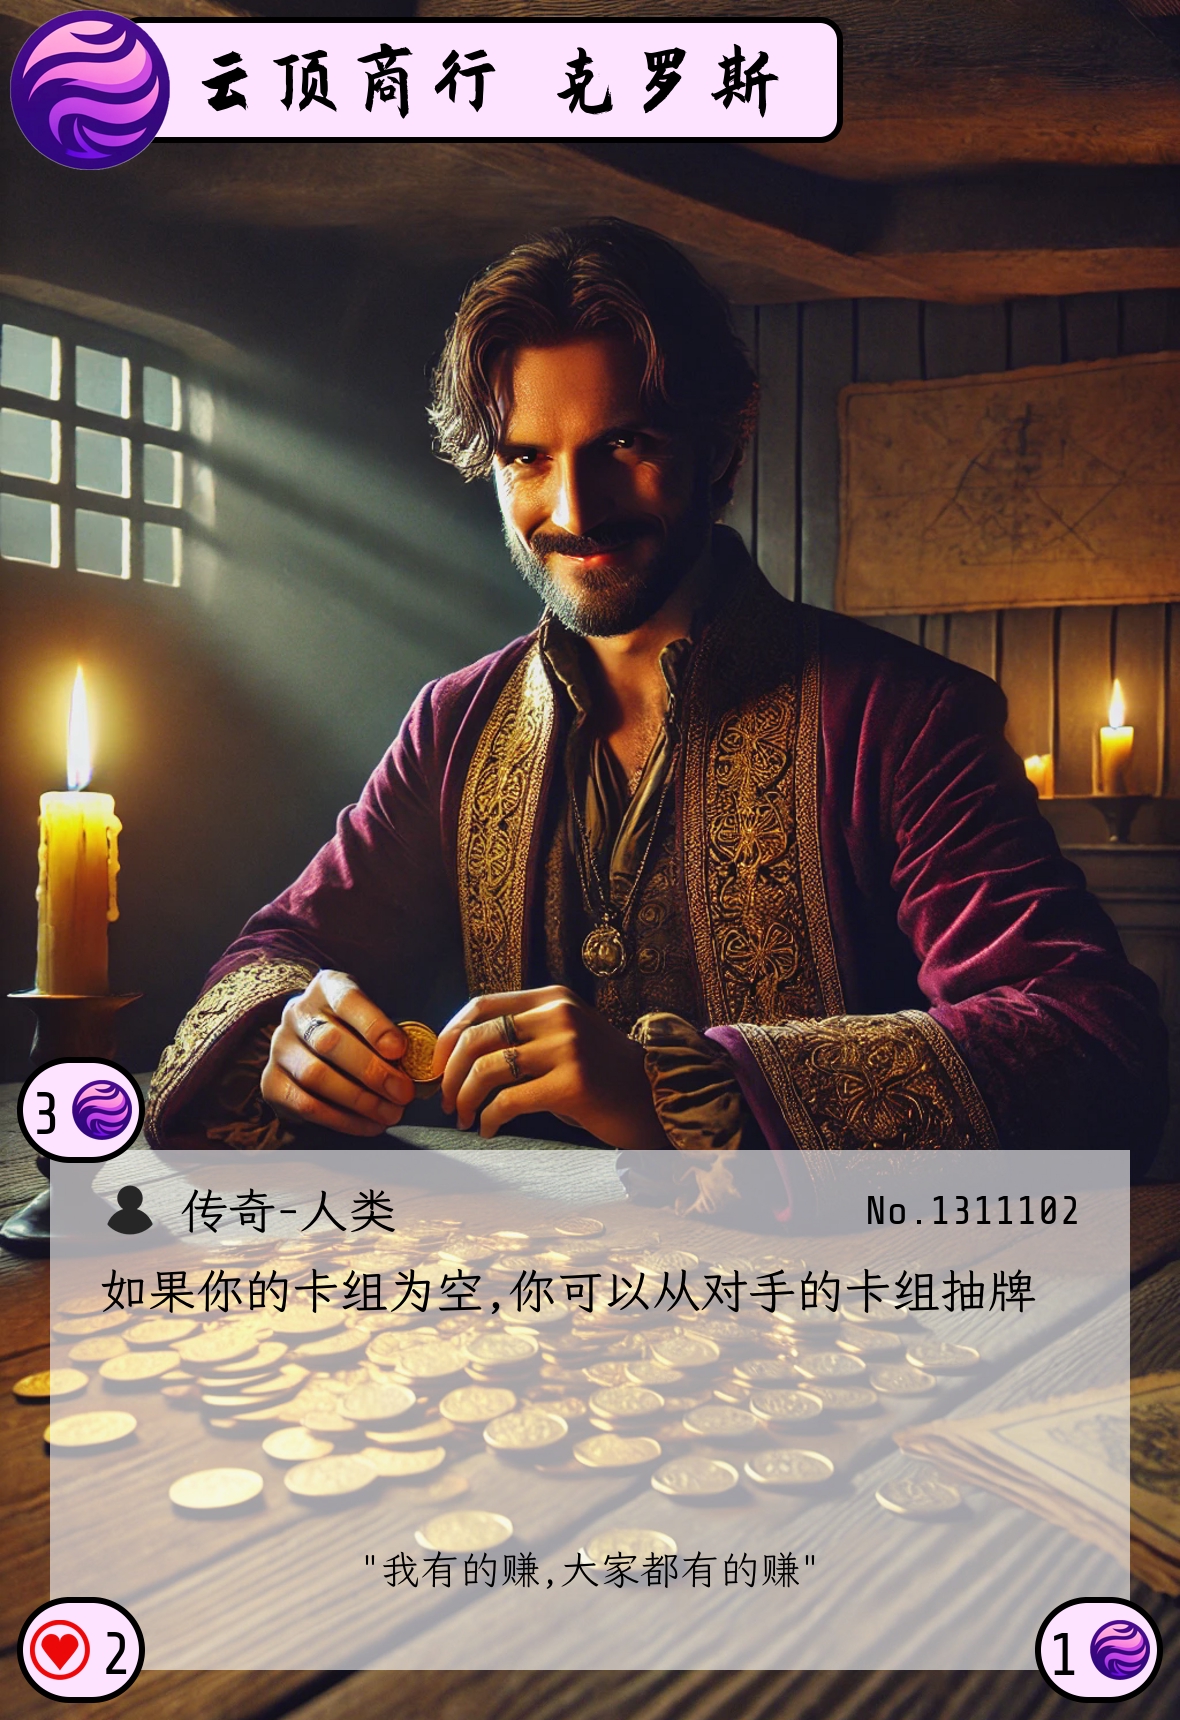 云顶商行 克罗斯
3
传奇-人类
No.1311102
如果你的卡组为空,你可以从对手的卡组抽牌
"我有的赚,大家都有的赚"
2
1